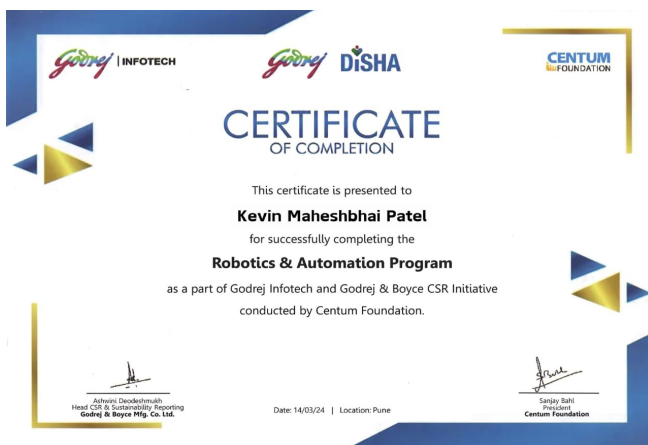 Godrej | INFOTECH
Godrej DiSHA
CENTUM
FOUNDATION
CERTIFICATE
OF COMPLETION
This certificate is presented to
Kevin Maheshbhai Patel
for successfully completing the
Robotics & Automation Program
as a part of Godrej Infotech and Godrej & Boyce CSR Initiative
conducted by Centum Foundation.
Ashwini Deodeshmukh
Head CSR & Sustainability Reporting
Godrej & Boyce Mfg. Co. Ltd.
Date: 14/03/24 | Location: Pune
Sanjay Bahl
President
Centum Foundation